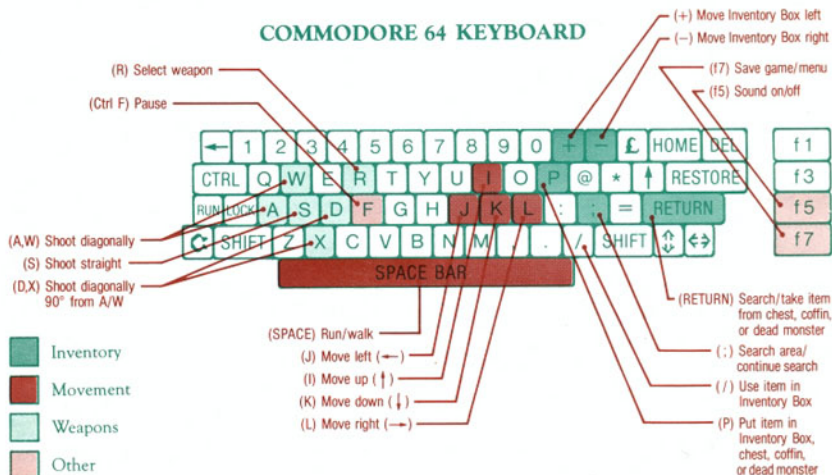 COMMODORE 64 KEYBOARD
(+) Move Inventory Box left
(−) Move Inventory Box right
(f7) Save game/menu
(f5) Sound on/off
(R) Select weapon
(Ctrl F) Pause
← 1 2 3 4 5 6 7 8 9 0 + − £ HOME DEL f1
CTRL Q W E R T Y U I O P @ * ↑ RESTORE f3
RUN LOCK A S D F G H J K L : ; = RETURN f5
C SHIFT Z X C V B N M , . / SHIFT ⇕ ⇔ f7
SPACE BAR
(A,W) Shoot diagonally
(S) Shoot straight
(D,X) Shoot diagonally
90° from A/W
(SPACE) Run/walk
(J) Move left (←)
(I) Move up (↑)
(K) Move down (↓)
(L) Move right (→)
(RETURN) Search/take item
from chest, coffin,
or dead monster
(;) Search area/
continue search
(/) Use item in
Inventory Box
(P) Put item in
Inventory Box,
chest, coffin,
or dead monster
Inventory
Movement
Weapons
Other